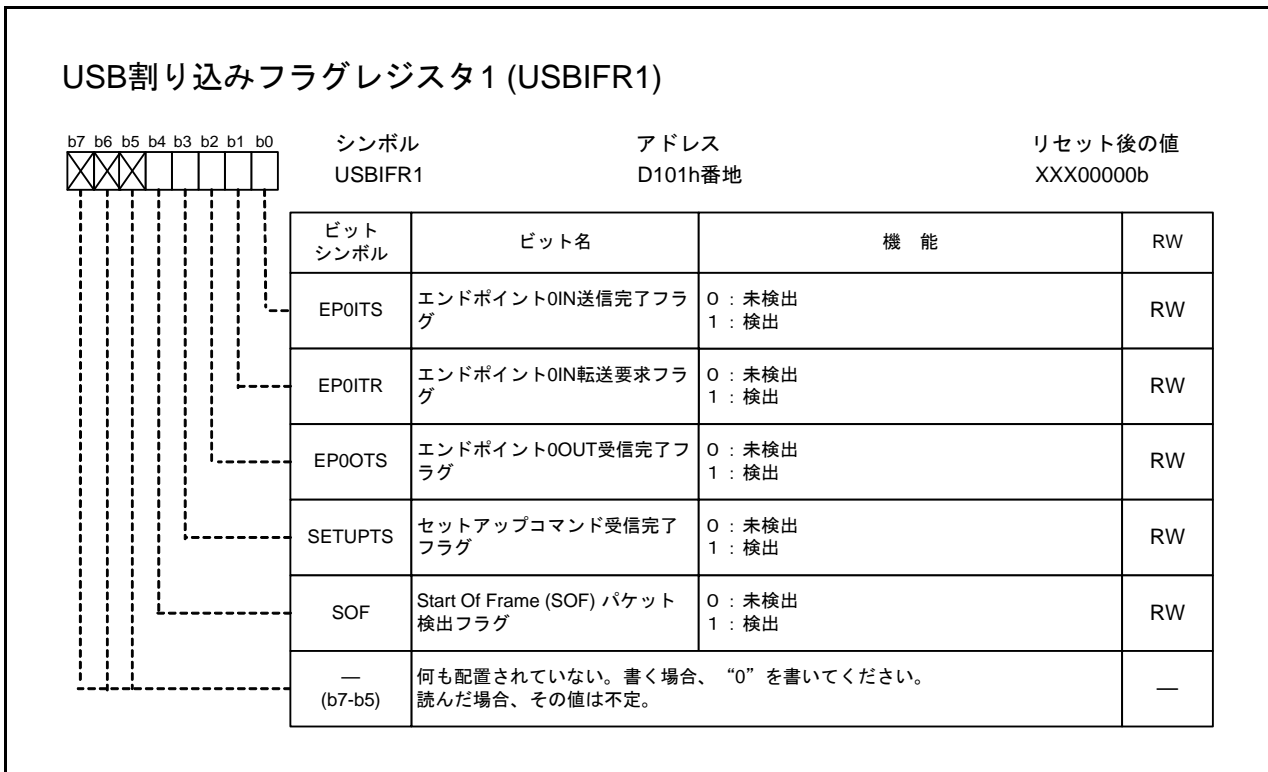 USB割り込みフラグレジスタ1 (USBIFR1)
b7 b6 b5 b4 b3 b2 b1 b0
シンボル アドレス リセット後の値
USBIFR1 D101h番地 XXX00000b
ビット
シンボル
ビット名
機 能
RW
EP0ITS
エンドポイント0IN送信完了フラ
グ
0 : 未検出
1 : 検出
RW
EP0ITR
エンドポイント0IN転送要求フラ
グ
0 : 未検出
1 : 検出
RW
EP0OTS
エンドポイント0OUT受信完了フ
ラグ
0 : 未検出
1 : 検出
RW
SETUPTS
セットアップコマンド受信完了
フラグ
0 : 未検出
1 : 検出
RW
SOF
Start Of Frame (SOF) パケット
検出フラグ
0 : 未検出
1 : 検出
RW
—
(b7-b5)
何も配置されていない。書く場合、“0”を書いてください。
読んだ場合、その値は不定。
—